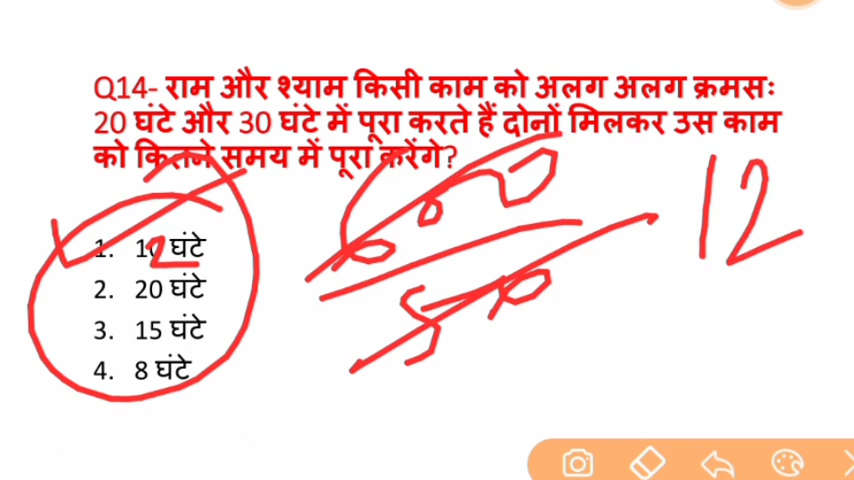 Q14- राम और श्याम किसी काम को अलग अलग क्रमसः
20 घंटे और 30 घंटे में पूरा करते हैं दोनों मिलकर उस काम
को कितने समय में पूरा करेंगे?
12
1. 12 घंटे
2. 20 घंटे
3. 15 घंटे
4. 8 घंटे